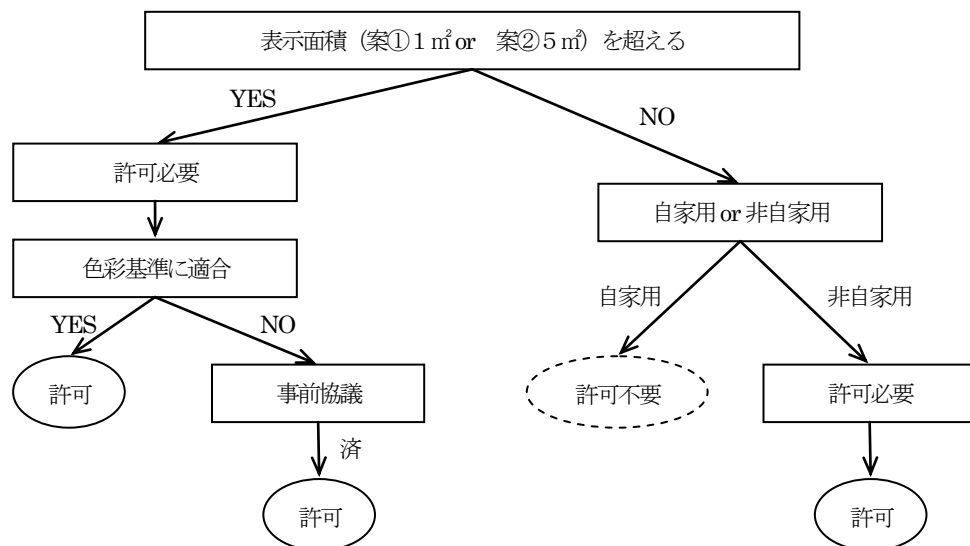 表示面積（案①１㎡or　案②５㎡）を超える
YES
NO
許可必要
自家用 or 非自家用
色彩基準に適合
自家用
非自家用
YES
NO
許可
事前協議
許可不要
許可必要
済
許可
許可